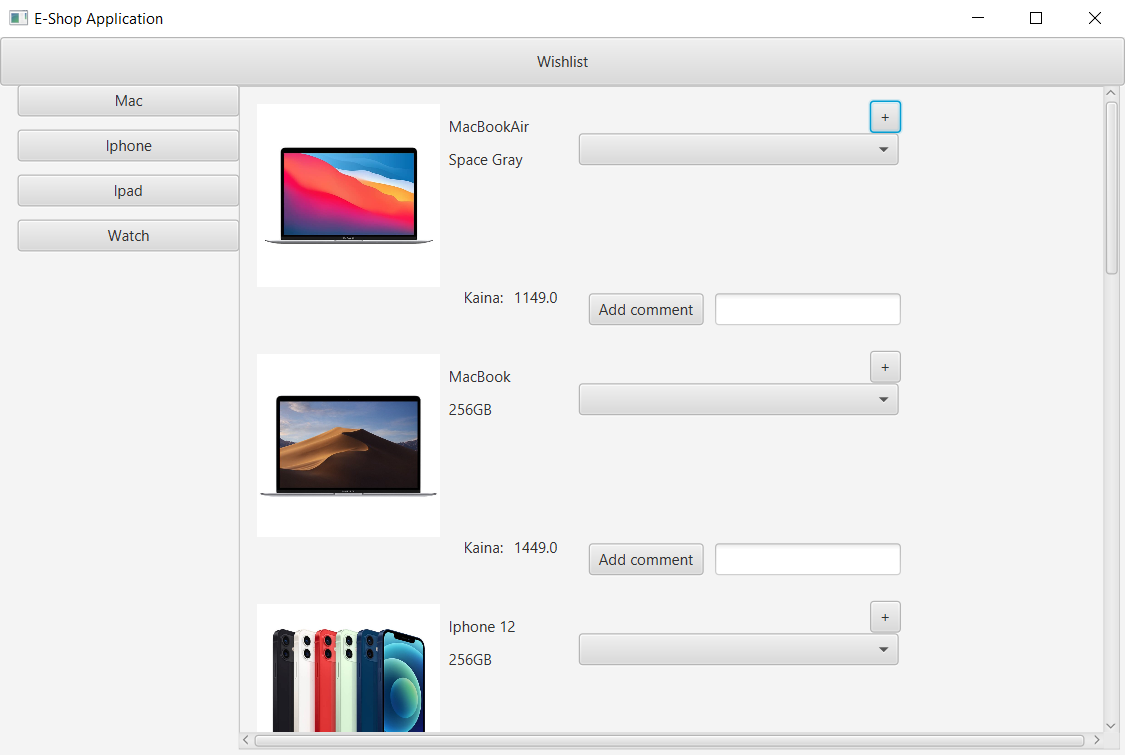 E-Shop Application
Wishlist
Mac
Iphone
Ipad
Watch
MacBookAir
+
Space Gray
Kaina: 1149.0
Add comment
MacBook
+
256GB
Kaina: 1449.0
Add comment
Iphone 12
+
256GB